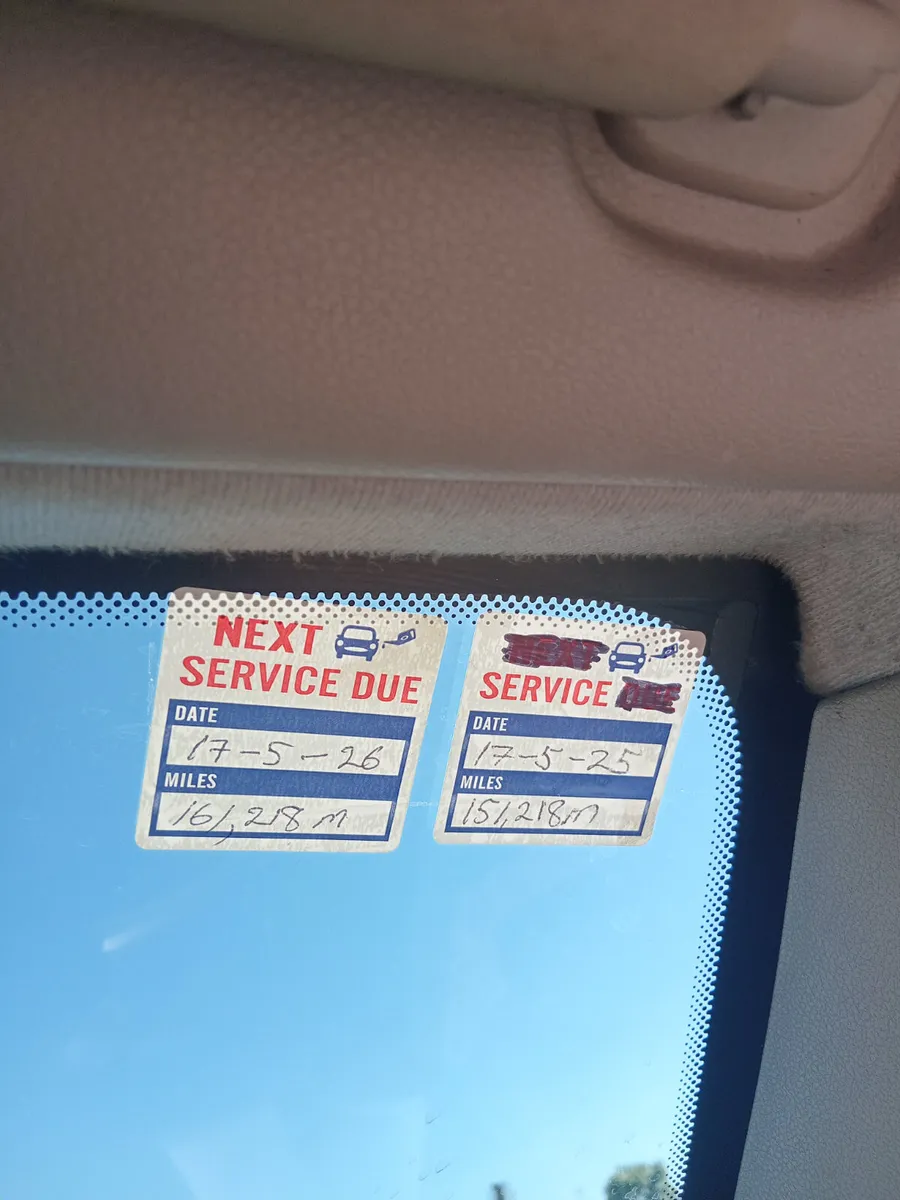 NEXT
SERVICE DUE
DATE
17-5-26
MILES
161,218 M
SERVICE
DATE
17-5-25
MILES
151,218m